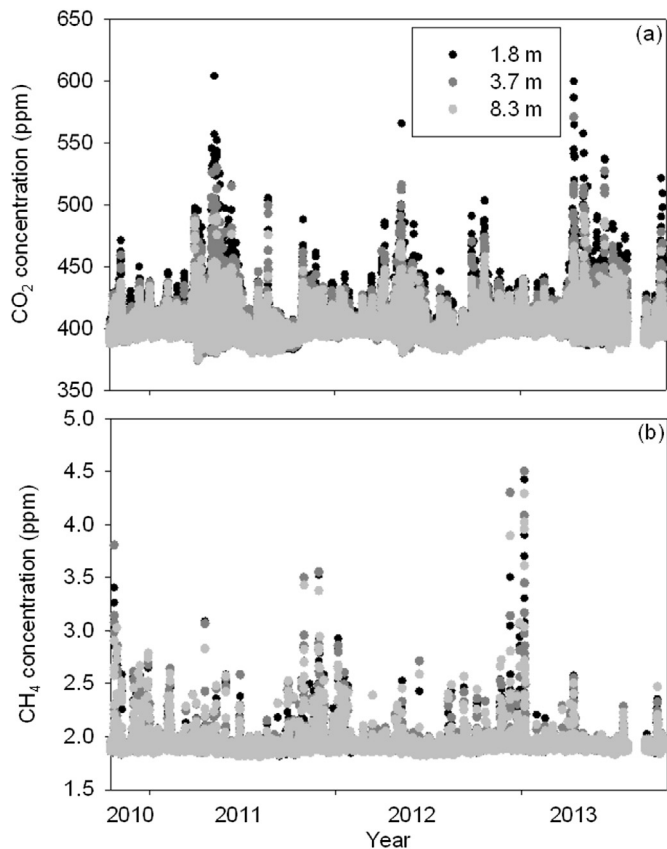 650
(a)
600
550
500
450
400
350
CO2 concentration (ppm)
1.8 m
3.7 m
8.3 m
5.0
(b)
4.5
4.0
3.5
3.0
2.5
2.0
1.5
CH4 concentration (ppm)
2010 2011 2012 2013
Year